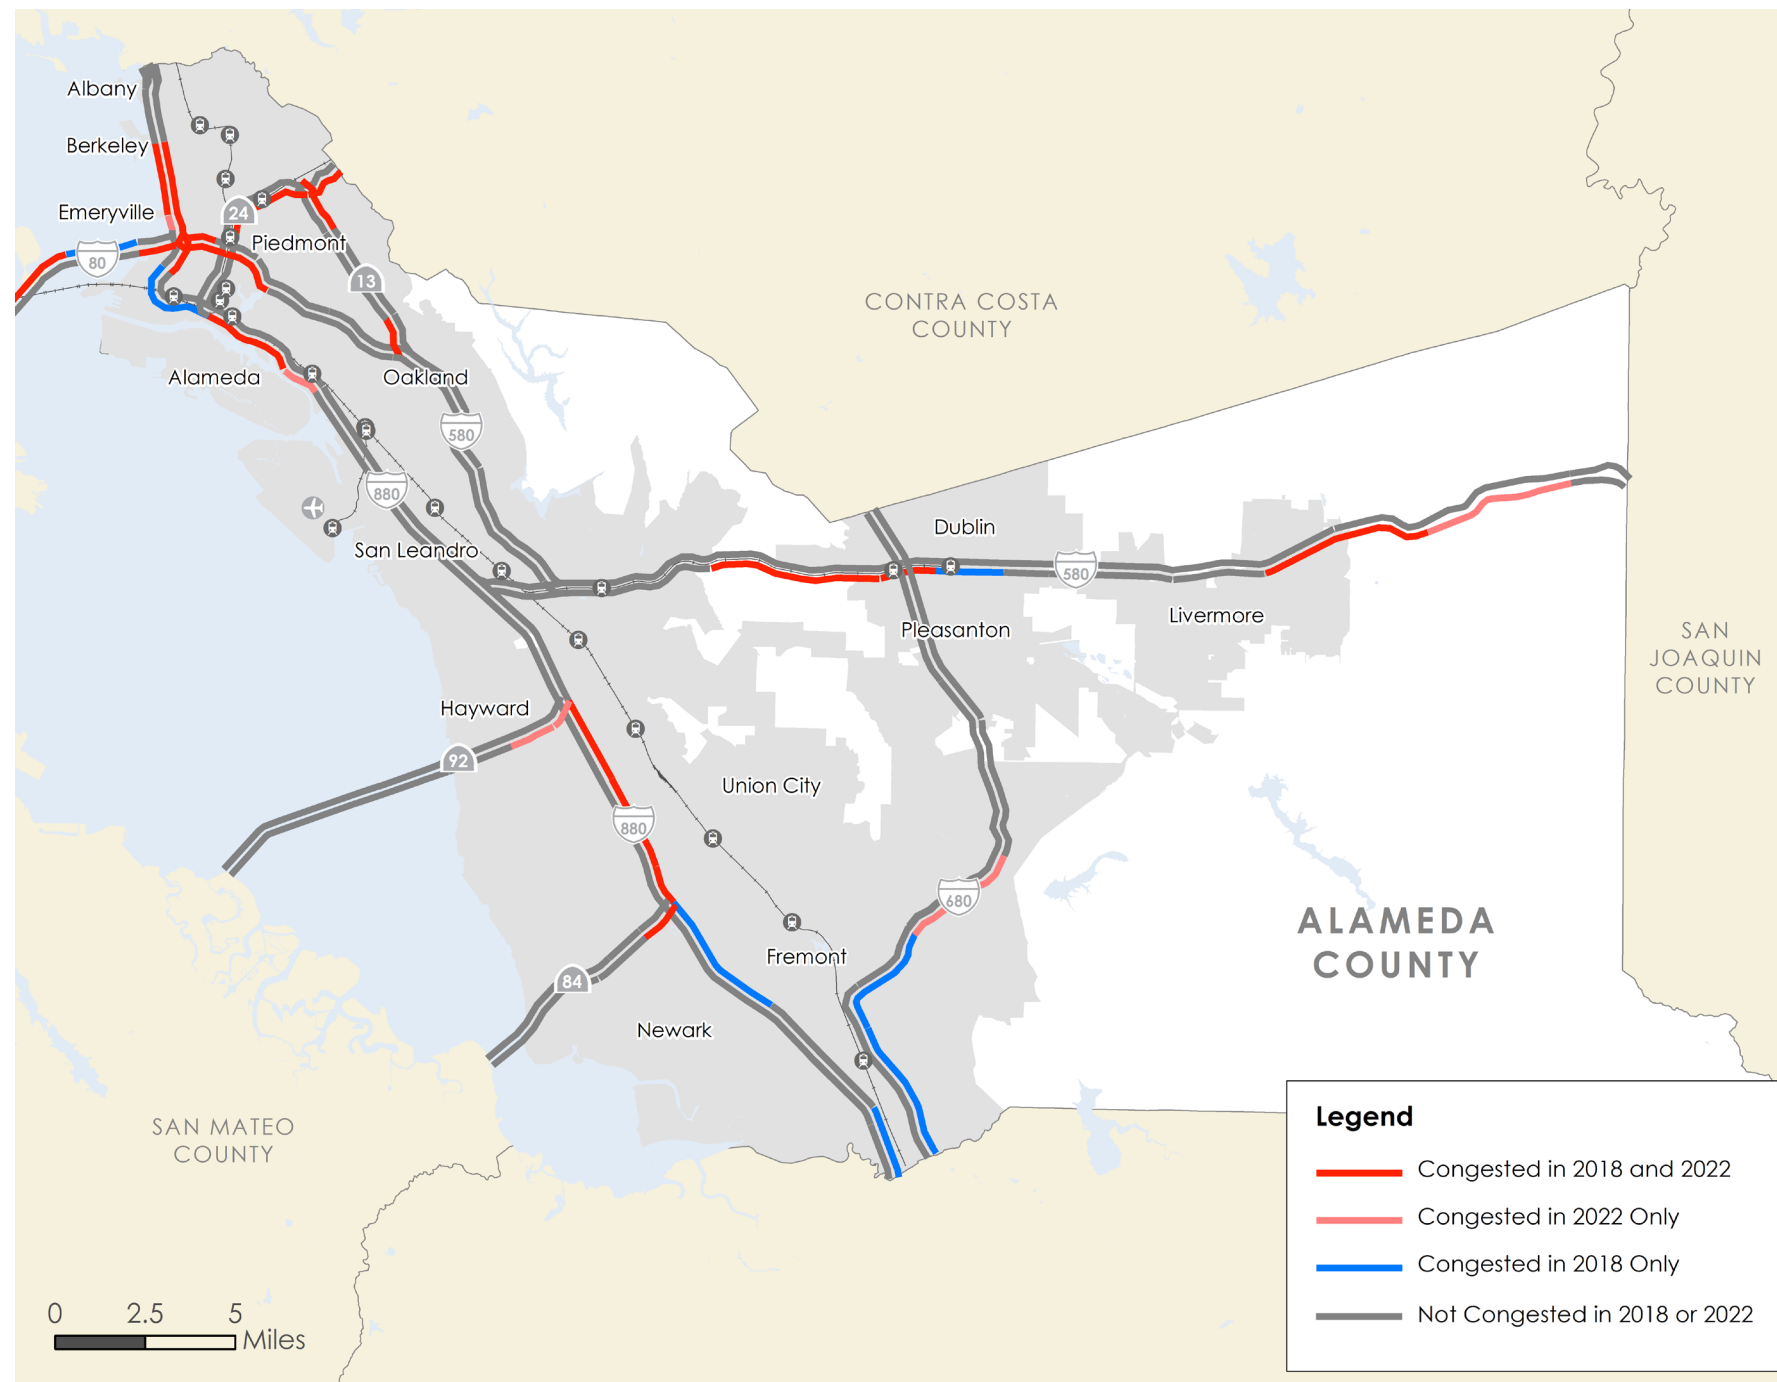 Albany
Berkeley
Emeryville
24
Piedmont
80
13
CONTRA COSTA
COUNTY
Alameda
Oakland
580
880
San Leandro
Dublin
580
Livermore
Pleasanton
SAN
JOAQUIN
COUNTY
Hayward
92
Union City
880
680
ALAMEDA
COUNTY
Fremont
84
Newark
SAN MATEO
COUNTY
Legend
Congested in 2018 and 2022
Congested in 2022 Only
Congested in 2018 Only
Not Congested in 2018 or 2022
0 2.5 5
Miles